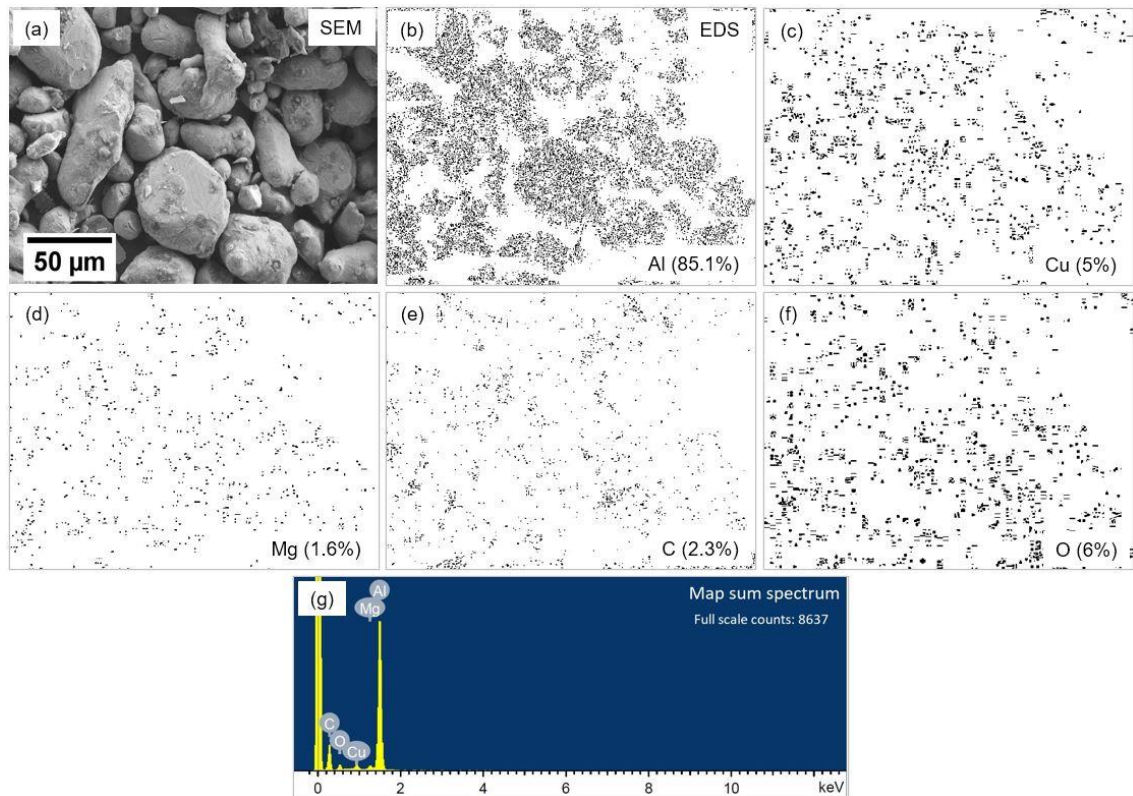 (a)
SEM
50 µm
(b)
EDS
Al (85.1%)
(c)
Cu (5%)
(d)
Mg (1.6%)
(e)
C (2.3%)
(f)
O (6%)
(g)
Map sum spectrum
Full scale counts: 8637
Al
Mg
C
O
Cu
0 2 4 6 8 10 keV